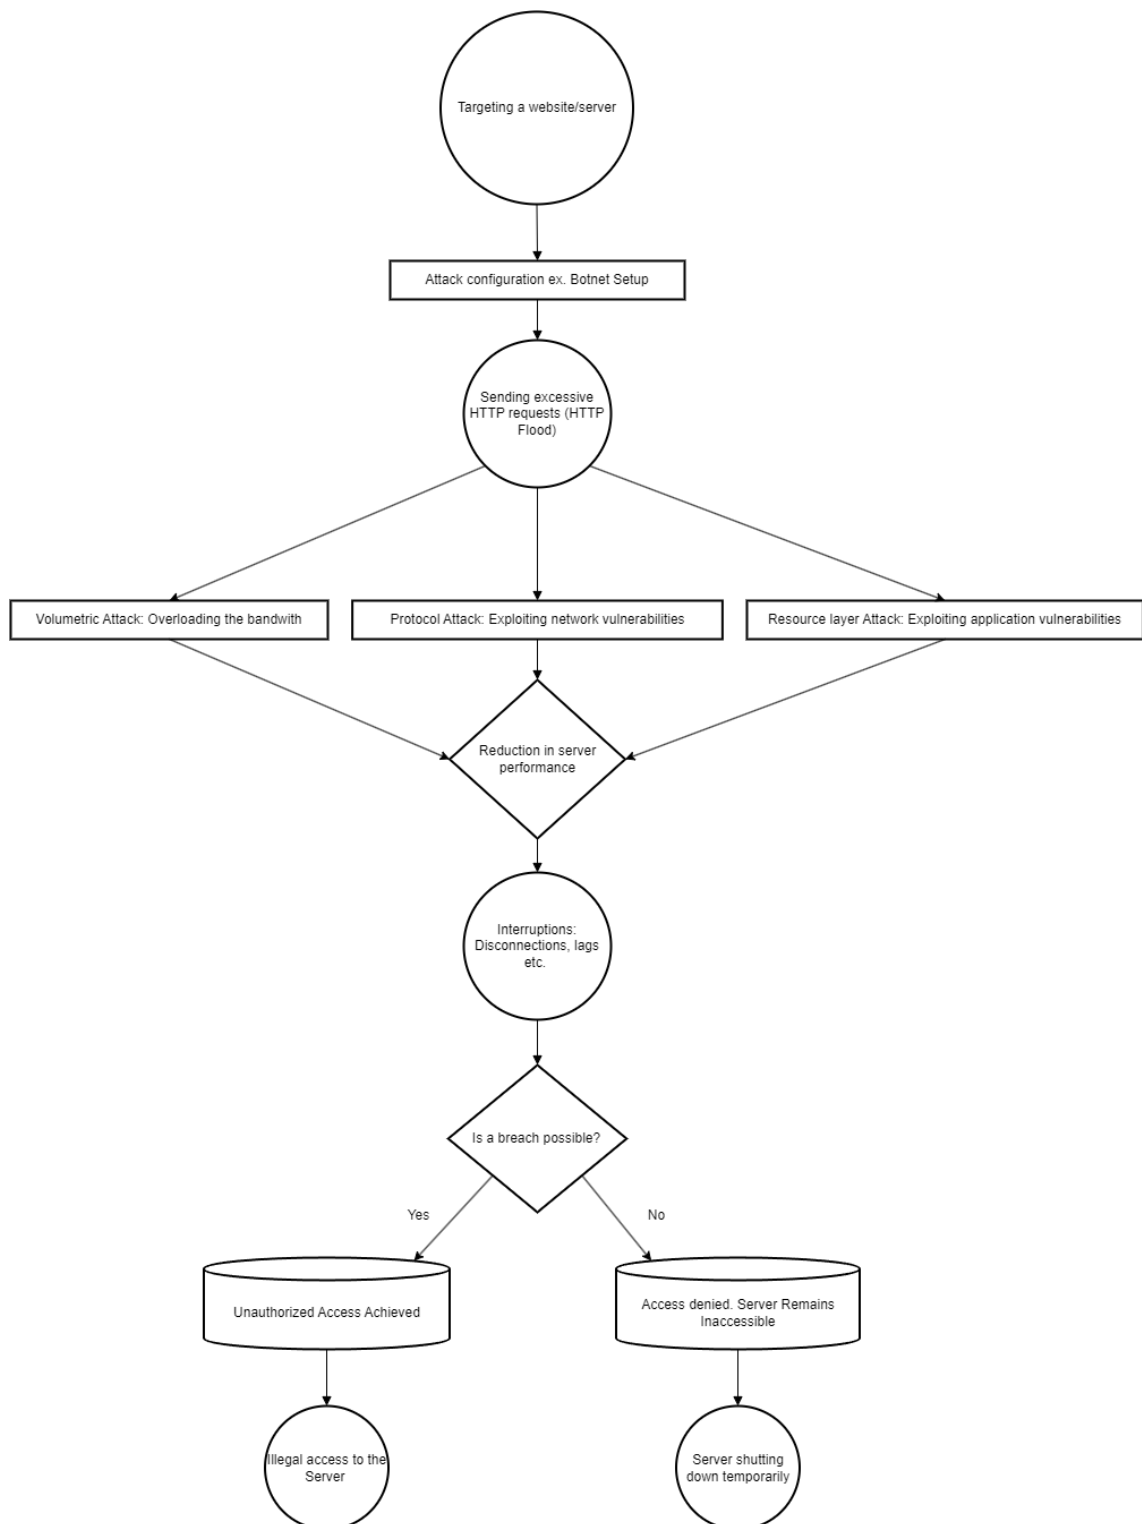 Targeting a website/server
Attack configuration ex. Botnet Setup
Sending excessive
HTTP requests (HTTP
Flood)
Volumetric Attack: Overloading the bandwith
Protocol Attack: Exploiting network vulnerabilities
Resource layer Attack: Exploiting application vulnerabilities
Reduction in server
performance
Interruptions:
Disconnections, lags
etc.
Is a breach possible?
Yes
No
Unauthorized Access Achieved
Access denied. Server Remains
Inaccessible
Illegal access to the
Server
Server shutting
down temporarily